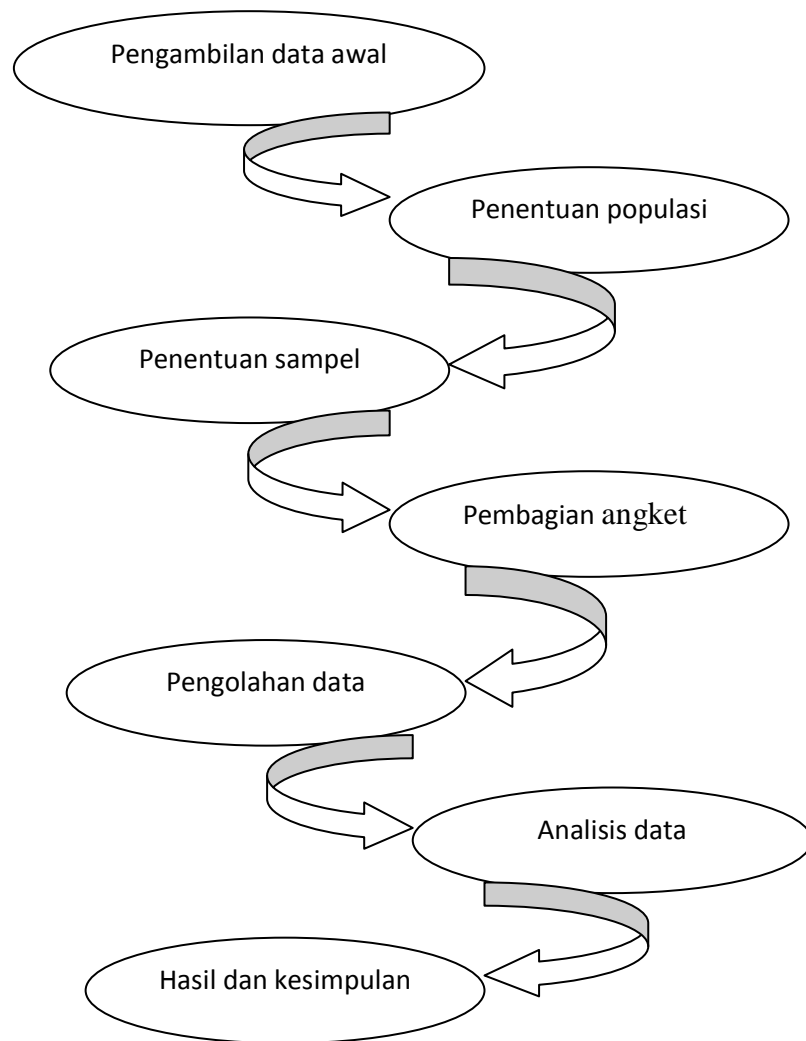 Pengambilan data awal
Penentuan populasi
Penentuan sampel
Pembagian angket
Pengolahan data
Analisis data
Hasil dan kesimpulan